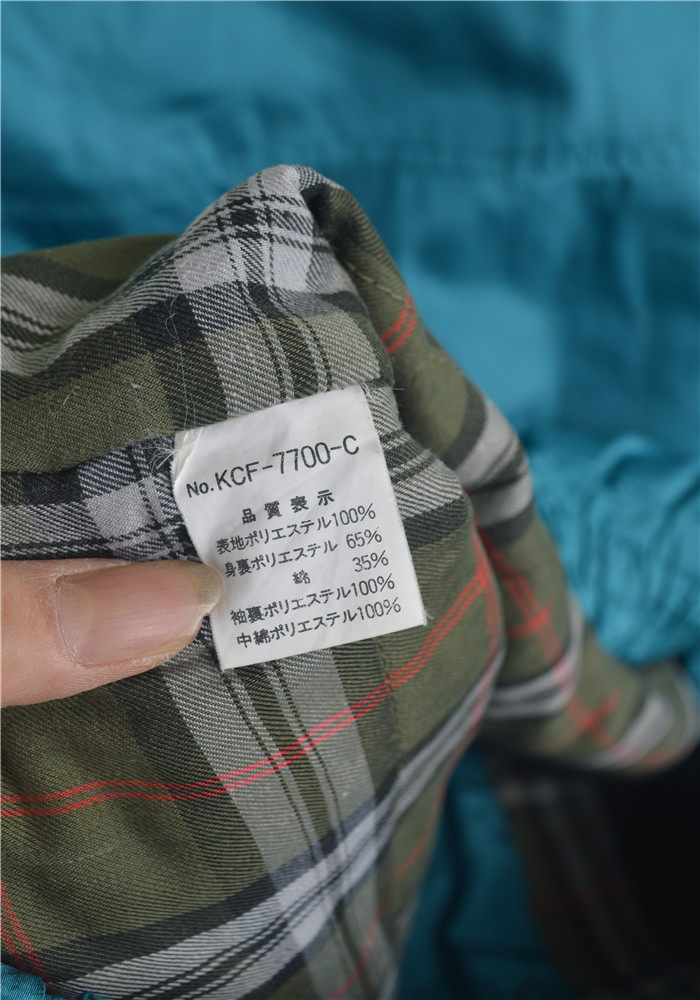 No.KCF-7700-C
品質表示
表地ポリエステル100%
身裏ポリエステル 65%
綿 35%
袖裏ポリエステル100%
中綿ポリエステル100%